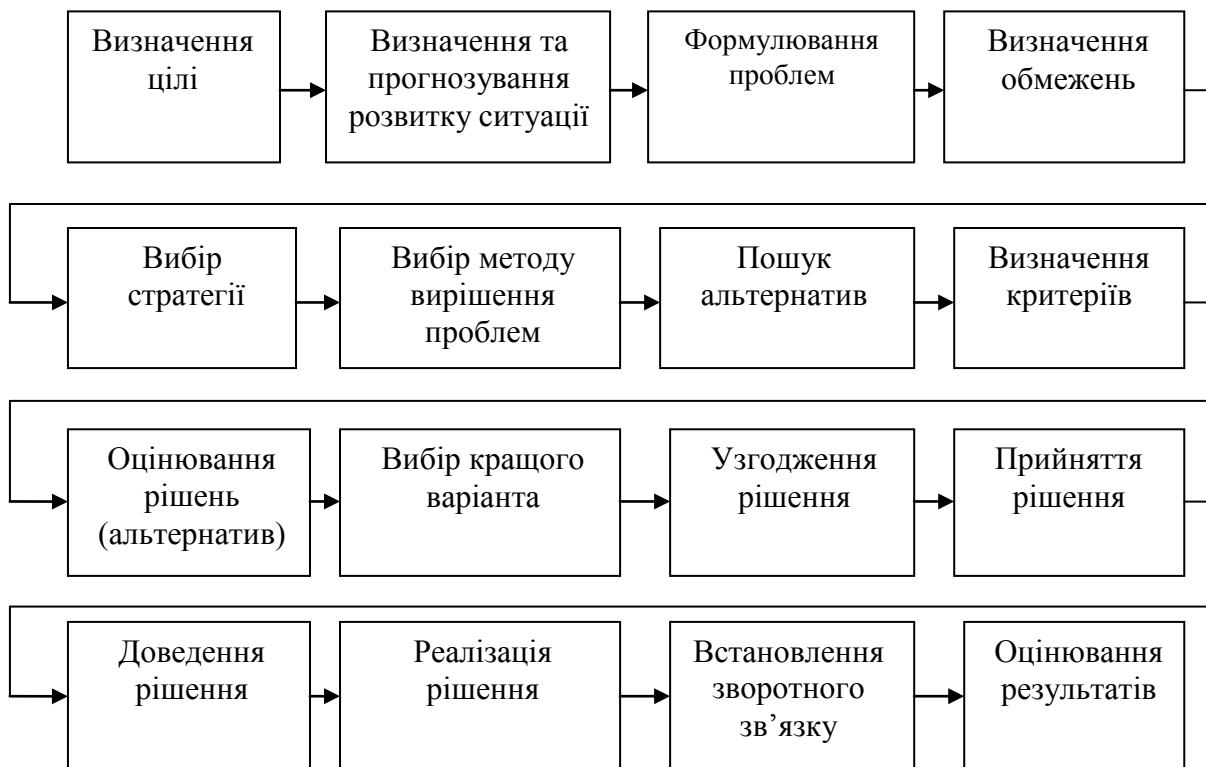 Визначення
цілі
Визначення та
прогнозування
розвитку ситуації
Формулювання
проблем
Визначення
обмежень
Вибір
стратегії
Вибір методу
вирішення
проблем
Пошук
альтернатив
Визначення
критеріїв
Оцінювання
рішень
(альтернатив)
Вибір кращого
варіанта
Узгодження
рішення
Прийняття
рішення
Доведення
рішення
Реалізація
рішення
Встановлення
зворотного
зв’язку
Оцінювання
результатів